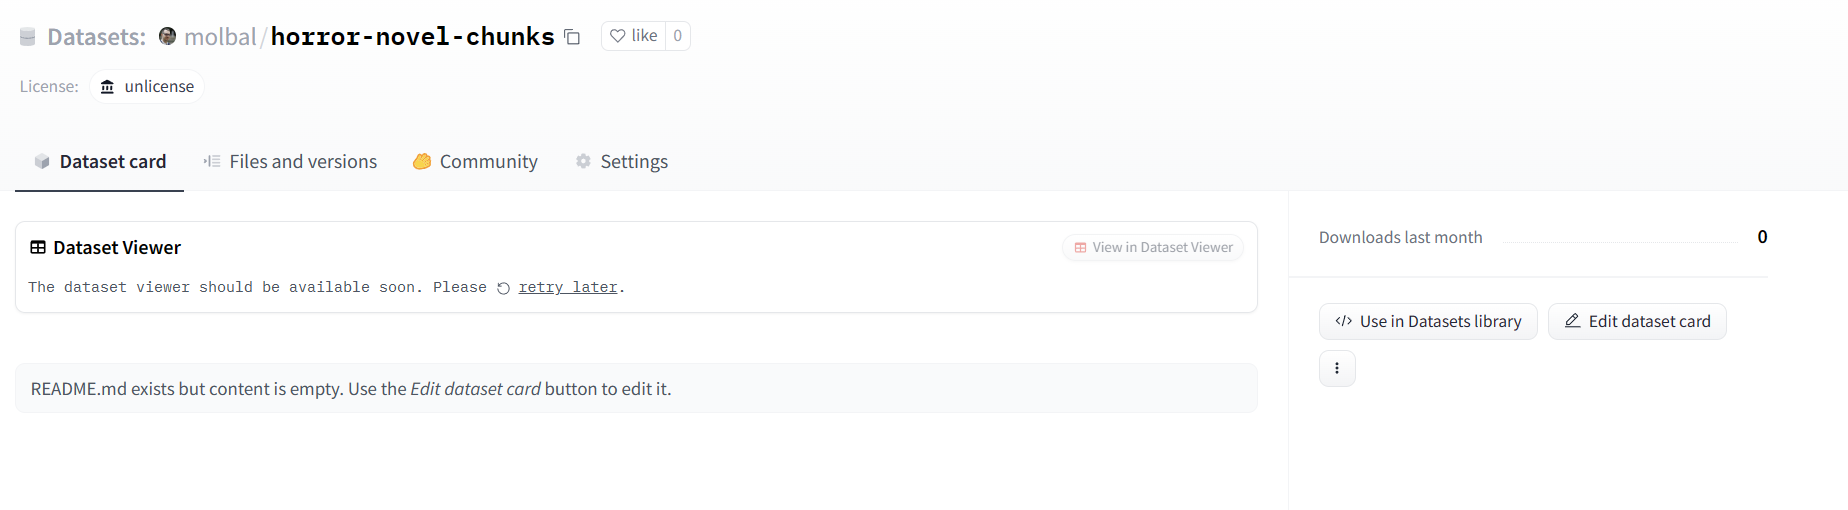 Datasets: molbal/horror-novel-chunks like 0
License: unlicense
Dataset card Files and versions Community Settings
Dataset Viewer View in Dataset Viewer
The dataset viewer should be available soon. Please retry later.
README.md exists but content is empty. Use the Edit dataset card button to edit it.
Downloads last month 0
</> Use in Datasets library Edit dataset card